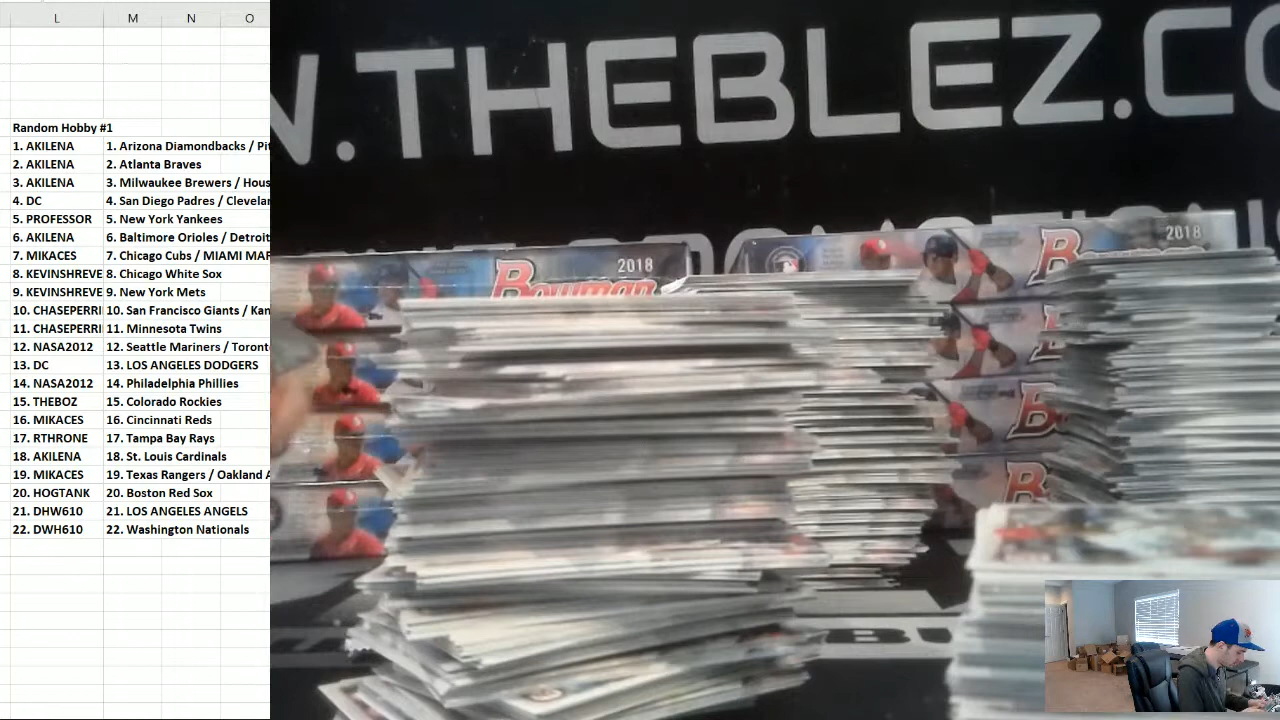 L M N O
Random Hobby #1
1. AKILENA 1. Arizona Diamondbacks / Pit
2. AKILENA 2. Atlanta Braves
3. AKILENA 3. Milwaukee Brewers / Hous
4. DC 4. San Diego Padres / Clevelan
5. PROFESSOR 5. New York Yankees
6. AKILENA 6. Baltimore Orioles / Detroit
7. MIKACES 7. Chicago Cubs / MIAMI MAR
8. KEVINSHREVE 8. Chicago White Sox
9. KEVINSHREVE 9. New York Mets
10. CHASEPERRI 10. San Francisco Giants / Kan
11. CHASEPERRI 11. Minnesota Twins
12. NASA2012 12. Seattle Mariners / Toront
13. DC 13. LOS ANGELES DODGERS
14. NASA2012 14. Philadelphia Phillies
15. THEBOZ 15. Colorado Rockies
16. MIKACES 16. Cincinnati Reds
17. RTHRONE 17. Tampa Bay Rays
18. AKILENA 18. St. Louis Cardinals
19. MIKACES 19. Texas Rangers / Oakland A
20. HOGTANK 20. Boston Red Sox
21. DHW610 21. LOS ANGELES ANGELS
22. DWH610 22. Washington Nationals
W.THEBLEZ.CO
2018
Bowman
2018